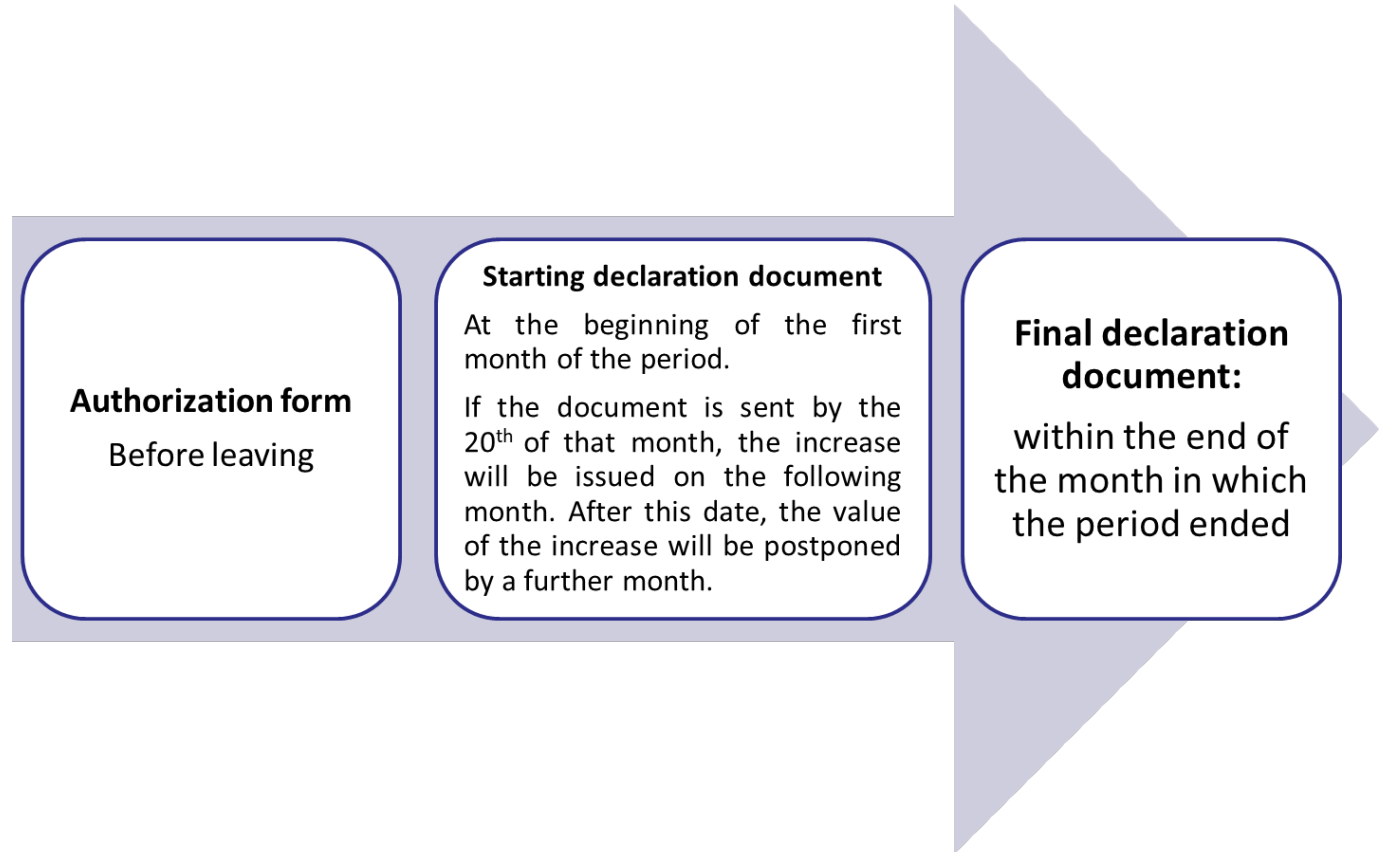 Authorization form
Before leaving
Starting declaration document
At the beginning of the first
month of the period.
If the document is sent by the
20th of that month, the increase
will be issued on the following
month. After this date, the value
of the increase will be postponed
by a further month.
Final declaration
document:
within the end of
the month in which
the period ended